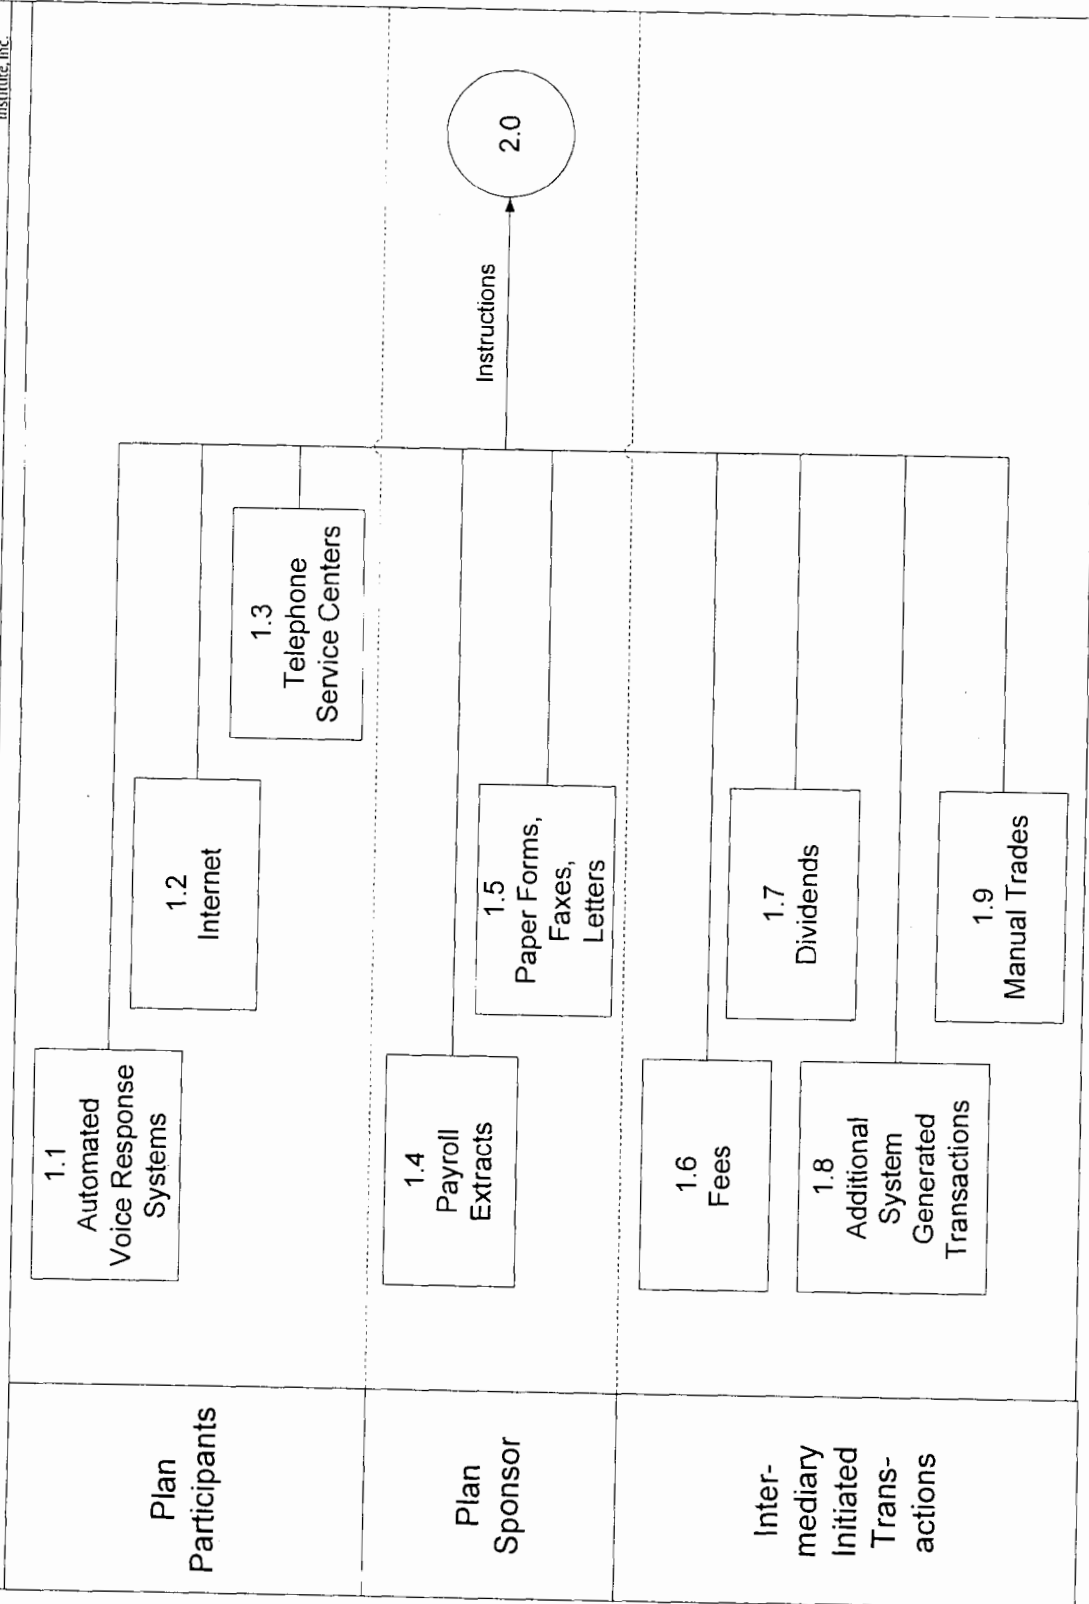 Institute, Inc.
Plan
Participants
1.1
Automated
Voice Response
Systems
1.2
Internet
1.3
Telephone
Service Centers
Plan
Sponsor
1.4
Payroll
Extracts
1.5
Paper Forms,
Faxes,
Letters
Instructions
2.0
Inter-
mediary
Initiated
Trans-
actions
1.6
Fees
1.7
Dividends
1.8
Additional
System
Generated
Transactions
1.9
Manual Trades